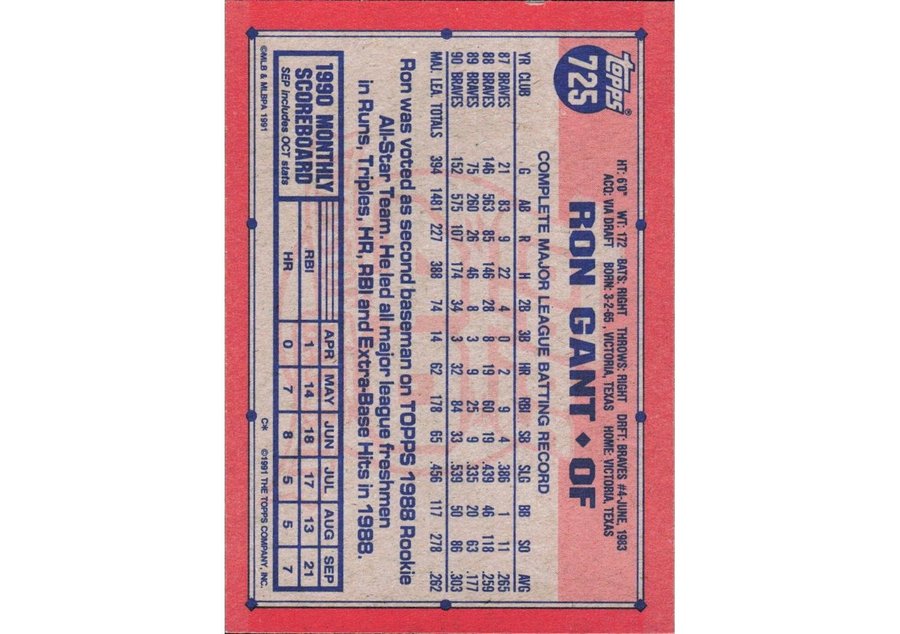 topps®
725
RON GANT ♦ OF
HT: 6'0" WT: 172 BATS: RIGHT THROWS: RIGHT DRFT: BRAVES #4-JUNE, 1983
ACQ: VIA DRAFT BORN: 3-2-65, VICTORIA, TEXAS HOME: VICTORIA, TEXAS
COMPLETE MAJOR LEAGUE BATTING RECORD
YR CLUB G AB R H 2B 3B HR RBI SB SLG BB SO AVG
87 BRAVES 21 83 9 22 4 0 2 9 4 .386 1 11 .265
88 BRAVES 146 563 85 146 28 8 19 60 19 .439 46 118 .259
89 BRAVES 75 260 26 46 8 3 9 25 9 .335 20 63 .177
90 BRAVES 152 575 107 174 34 3 32 84 33 .539 50 86 .303
MAJ. LEA. TOTALS 394 1481 227 388 74 14 62 178 65 .456 117 278 .262
Ron was voted as second baseman on TOPPS 1988 Rookie
All-Star Team. He led all major league freshmen
in Runs, Triples, HR, RBI and Extra-Base Hits in 1988.
1990 MONTHLY
SCOREBOARD
SEP includes OCT stats
APR MAY JUN JUL AUG SEP
RBI 1 14 18 17 13 21
HR 0 7 8 5 5 7
©MLB & MLBPA 1991
C* ©1991 THE TOPPS COMPANY, INC.